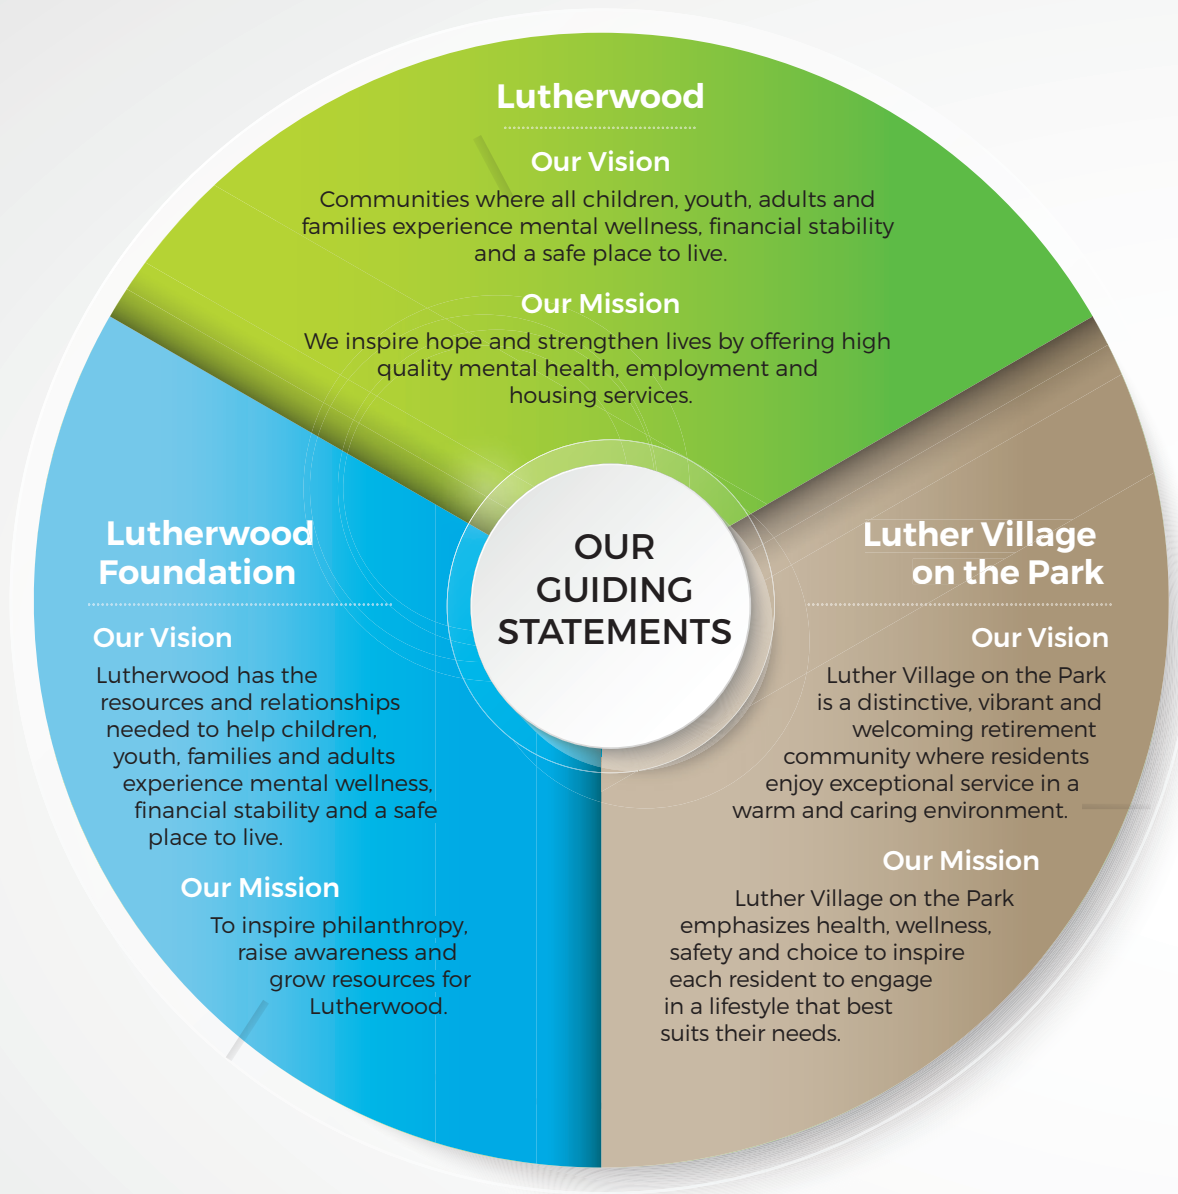 Lutherwood
Our Vision
Communities where all children, youth, adults and
families experience mental wellness, financial stability
and a safe place to live.
Our Mission
We inspire hope and strengthen lives by offering high
quality mental health, employment and
housing services.
OUR
GUIDING
STATEMENTS
Lutherwood
Foundation
Our Vision
Lutherwood has the
resources and relationships
needed to help children,
youth, families and adults
experience mental wellness,
financial stability and a safe
place to live.
Our Mission
To inspire philanthropy,
raise awareness and
grow resources for
Lutherwood.
Luther Village
on the Park
Our Vision
Luther Village on the Park
is a distinctive, vibrant and
welcoming retirement
community where residents
enjoy exceptional service in a
warm and caring environment.
Our Mission
Luther Village on the Park
emphasizes health, wellness,
safety and choice to inspire
each resident to engage
in a lifestyle that best
suits their needs.